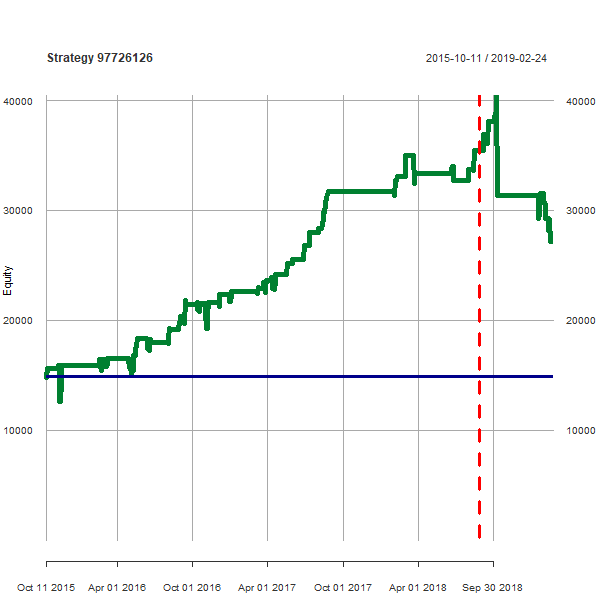 Strategy 97726126
2015-10-11 / 2019-02-24
40000 40000
30000 30000
Equity
20000 20000
10000 10000
Oct 11 2015 Apr 01 2016 Oct 01 2016 Apr 01 2017 Oct 01 2017 Apr 01 2018 Sep 30 2018